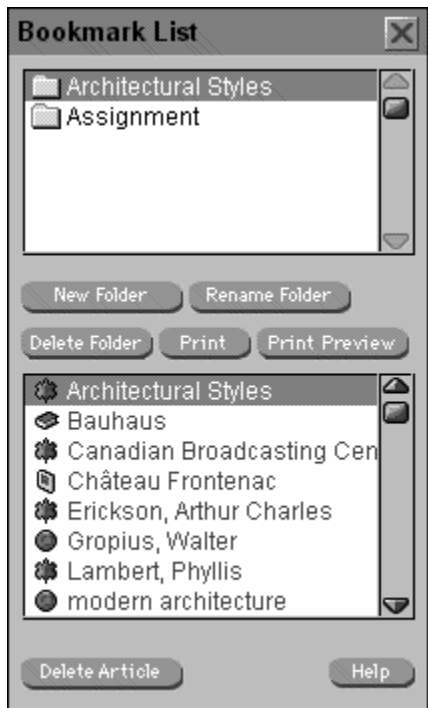 Bookmark List
Architectural Styles
Assignment
New Folder
Rename Folder
Delete Folder
Print
Print Preview
Architectural Styles
Bauhaus
Canadian Broadcasting Cen
Château Frontenac
Erickson, Arthur Charles
Gropius, Walter
Lambert, Phyllis
modern architecture
Delete Article
Help